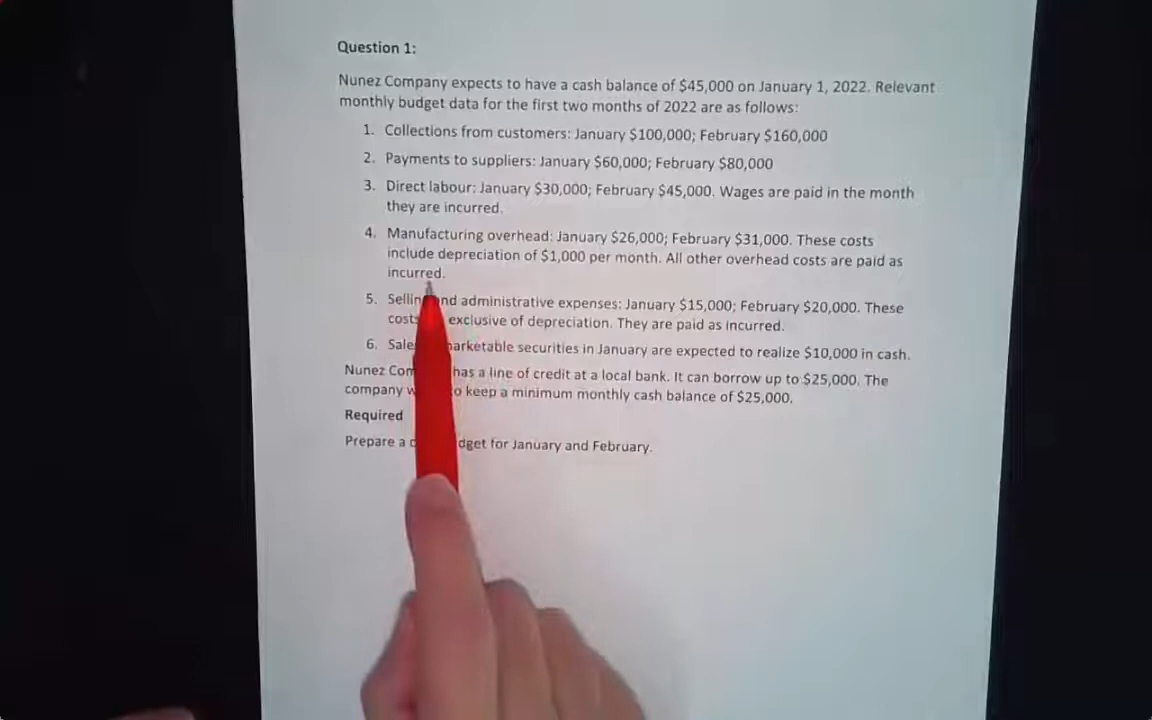 Question 1:
Nunez Company expects to have a cash balance of $45,000 on January 1, 2022. Relevant
monthly budget data for the first two months of 2022 are as follows:
1. Collections from customers: January $100,000; February $160,000
2. Payments to suppliers: January $60,000; February $80,000
3. Direct labour: January $30,000; February $45,000. Wages are paid in the month
they are incurred.
4. Manufacturing overhead: January $26,000; February $31,000. These costs
include depreciation of $1,000 per month. All other overhead costs are paid as
incurred.
5. Selling and administrative expenses: January $15,000; February $20,000. These
costs exclusive of depreciation. They are paid as incurred.
6. Sales marketable securities in January are expected to realize $10,000 in cash.
Nunez has a line of credit at a local bank. It can borrow up to $25,000. The
company to keep a minimum monthly cash balance of $25,000.
Required
Prepare a for January and February.